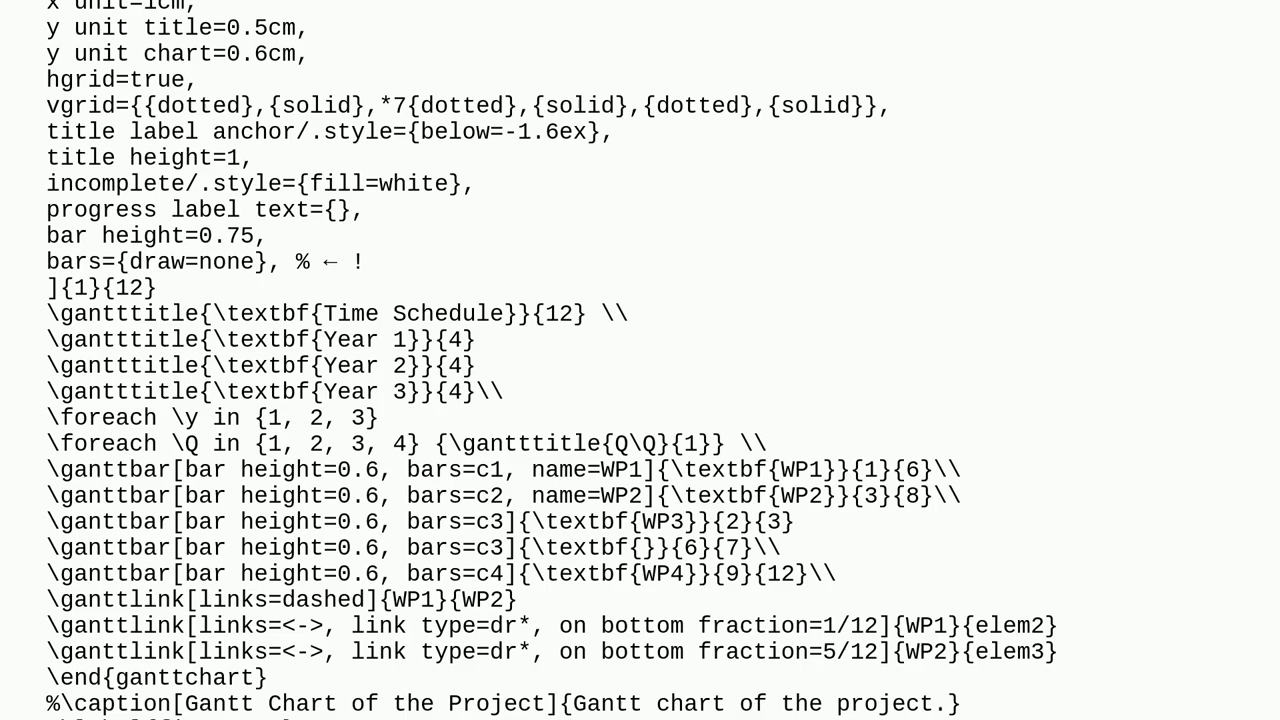 x unit=1cm,
y unit title=0.5cm,
y unit chart=0.6cm,
hgrid=true,
vgrid={{dotted},{solid},*7{dotted},{solid},{dotted},{solid}},
title label anchor/.style={below=-1.6ex},
title height=1,
incomplete/.style={fill=white},
progress label text={},
bar height=0.75,
bars={draw=none}, % ← !
]{1}{12}
\gantttitle{\textbf{Time Schedule}}{12} \\
\gantttitle{\textbf{Year 1}}{4}
\gantttitle{\textbf{Year 2}}{4}
\gantttitle{\textbf{Year 3}}{4}\\
\foreach \y in {1, 2, 3}
\foreach \Q in {1, 2, 3, 4} {\gantttitle{Q\Q}{1}} \\
\ganttbar[bar height=0.6, bars=c1, name=WP1]{\textbf{WP1}}{1}{6}\\
\ganttbar[bar height=0.6, bars=c2, name=WP2]{\textbf{WP2}}{3}{8}\\
\ganttbar[bar height=0.6, bars=c3]{\textbf{WP3}}{2}{3}
\ganttbar[bar height=0.6, bars=c3]{\textbf{}}{6}{7}\\
\ganttbar[bar height=0.6, bars=c4]{\textbf{WP4}}{9}{12}\\
\ganttlink[links=dashed]{WP1}{WP2}
\ganttlink[links=<->, link type=dr*, on bottom fraction=1/12]{WP1}{elem2}
\ganttlink[links=<->, link type=dr*, on bottom fraction=5/12]{WP2}{elem3}
\end{ganttchart}
%\caption[Gantt Chart of the Project]{Gantt chart of the project.}